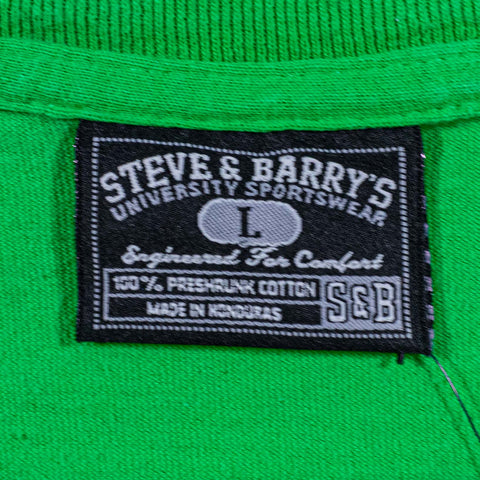 STEVE & BARRY'S
UNIVERSITY SPORTSWEAR
L
Engineered For Comfort
100% PRESHRUNK COTTON
MADE IN HONDURAS
S&B